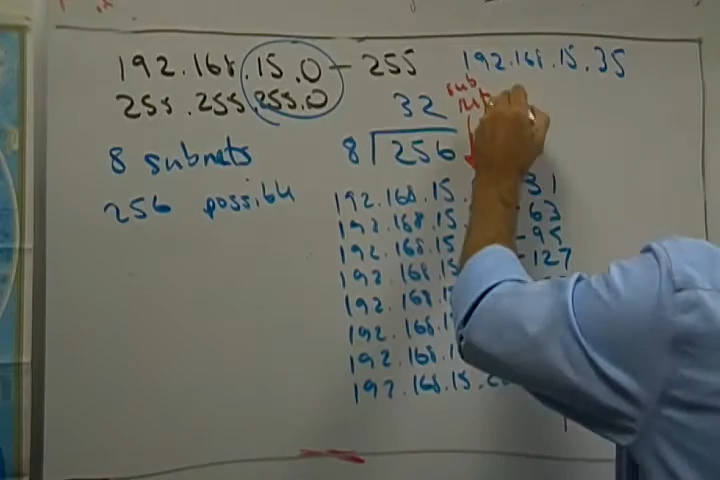 192.168.15.0 - 255
255.255.255.0
8 subnets
256 possible
32
8 256
192.168.15.35
sub
192.168.15. 31
192.168.15 - 63
192.168.15 - 95
192.168.15 - 127
192.168.1
192.168.1
192.168.1
192.168.15.